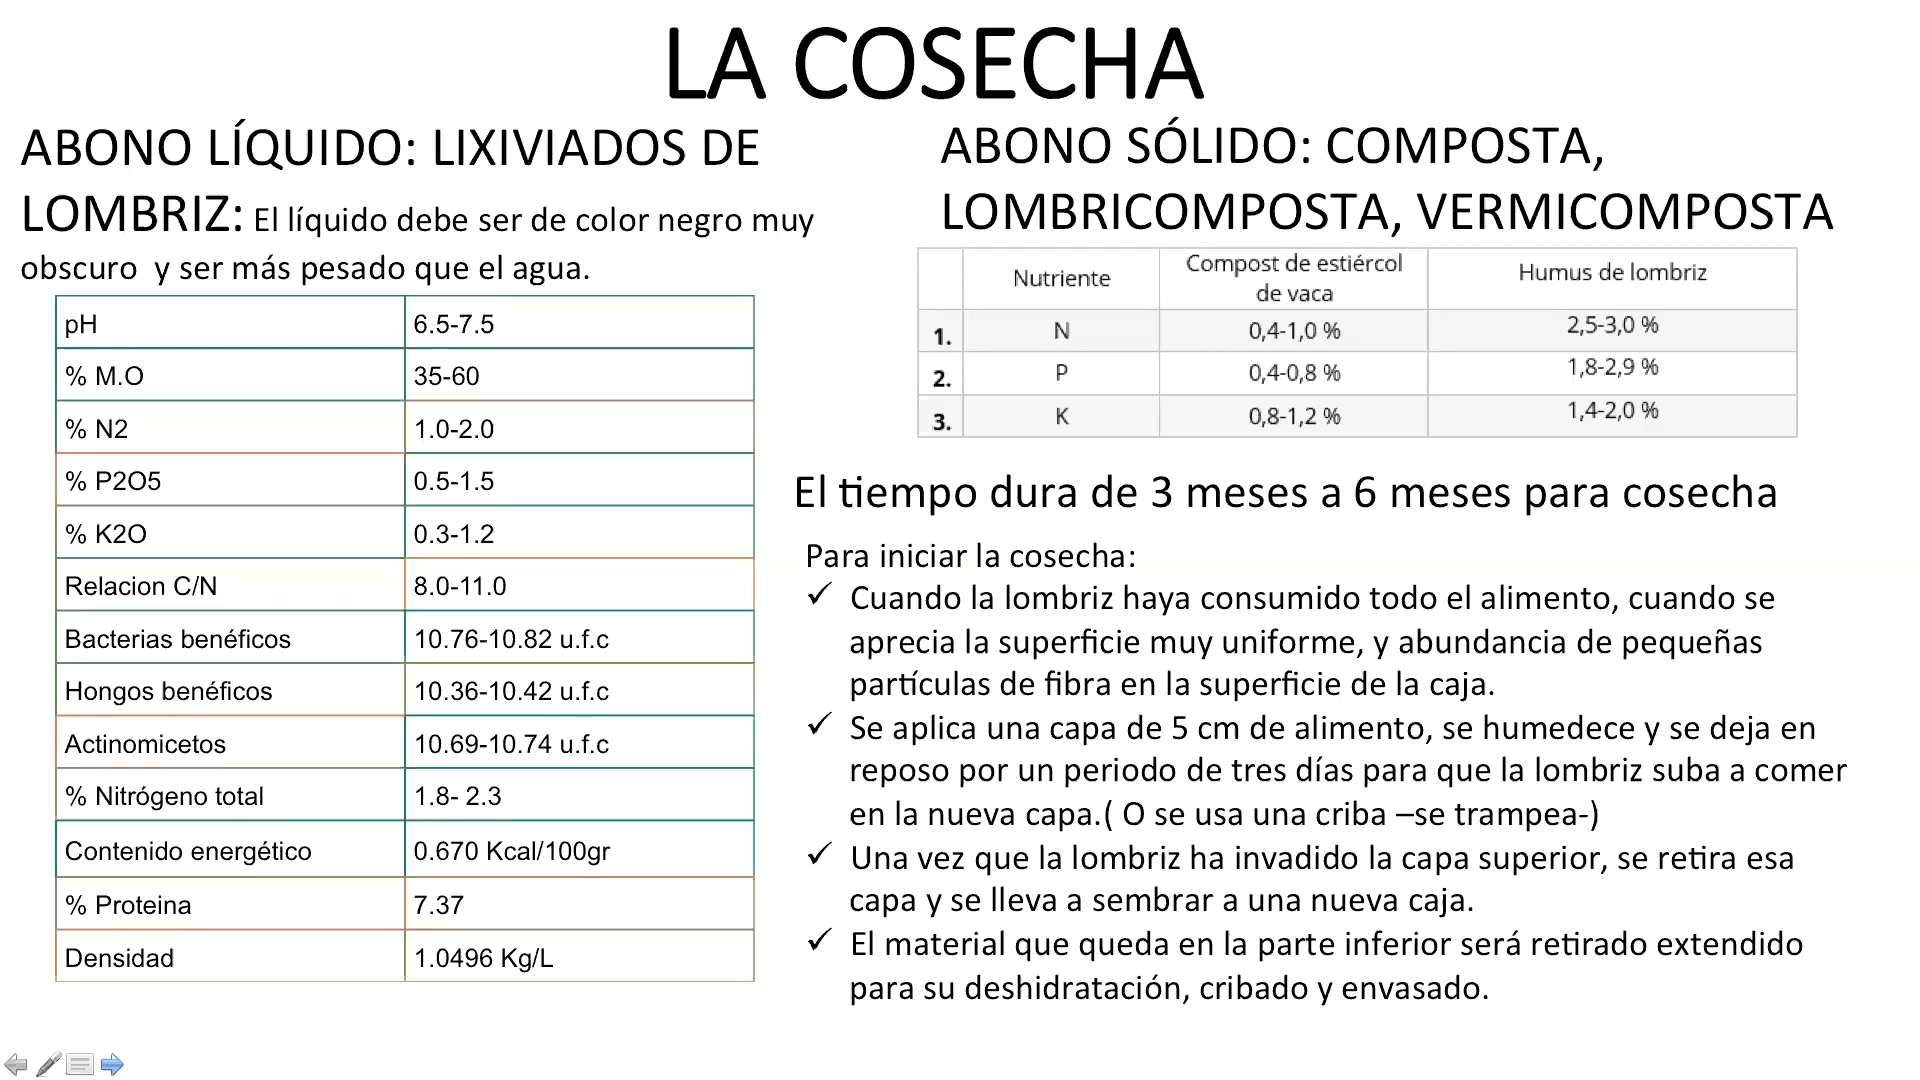 LA COSECHA
ABONO LÍQUIDO: LIXIVIADOS DE
LOMBRIZ: El líquido debe ser de color negro muy
obscuro y ser más pesado que el agua.
pH 6.5-7.5
% M.O 35-60
% N2 1.0-2.0
% P2O5 0.5-1.5
% K2O 0.3-1.2
Relacion C/N 8.0-11.0
Bacterias benéficos 10.76-10.82 u.f.c
Hongos benéficos 10.36-10.42 u.f.c
Actinomicetos 10.69-10.74 u.f.c
% Nitrógeno total 1.8- 2.3
Contenido energético 0.670 Kcal/100gr
% Proteina 7.37
Densidad 1.0496 Kg/L
ABONO SÓLIDO: COMPOSTA,
LOMBRICOMPOSTA, VERMICOMPOSTA
Nutriente Compost de estiércol de vaca Humus de lombriz
1. N 0,4-1,0 % 2,5-3,0 %
2. P 0,4-0,8 % 1,8-2,9 %
3. K 0,8-1,2 % 1,4-2,0 %
El tiempo dura de 3 meses a 6 meses para cosecha
Para iniciar la cosecha:
✓ Cuando la lombriz haya consumido todo el alimento, cuando se
aprecia la superficie muy uniforme, y abundancia de pequeñas
partículas de fibra en la superficie de la caja.
✓ Se aplica una capa de 5 cm de alimento, se humedece y se deja en
reposo por un periodo de tres días para que la lombriz suba a comer
en la nueva capa.( O se usa una criba –se trampea-)
✓ Una vez que la lombriz ha invadido la capa superior, se retira esa
capa y se lleva a sembrar a una nueva caja.
✓ El material que queda en la parte inferior será retirado extendido
para su deshidratación, cribado y envasado.